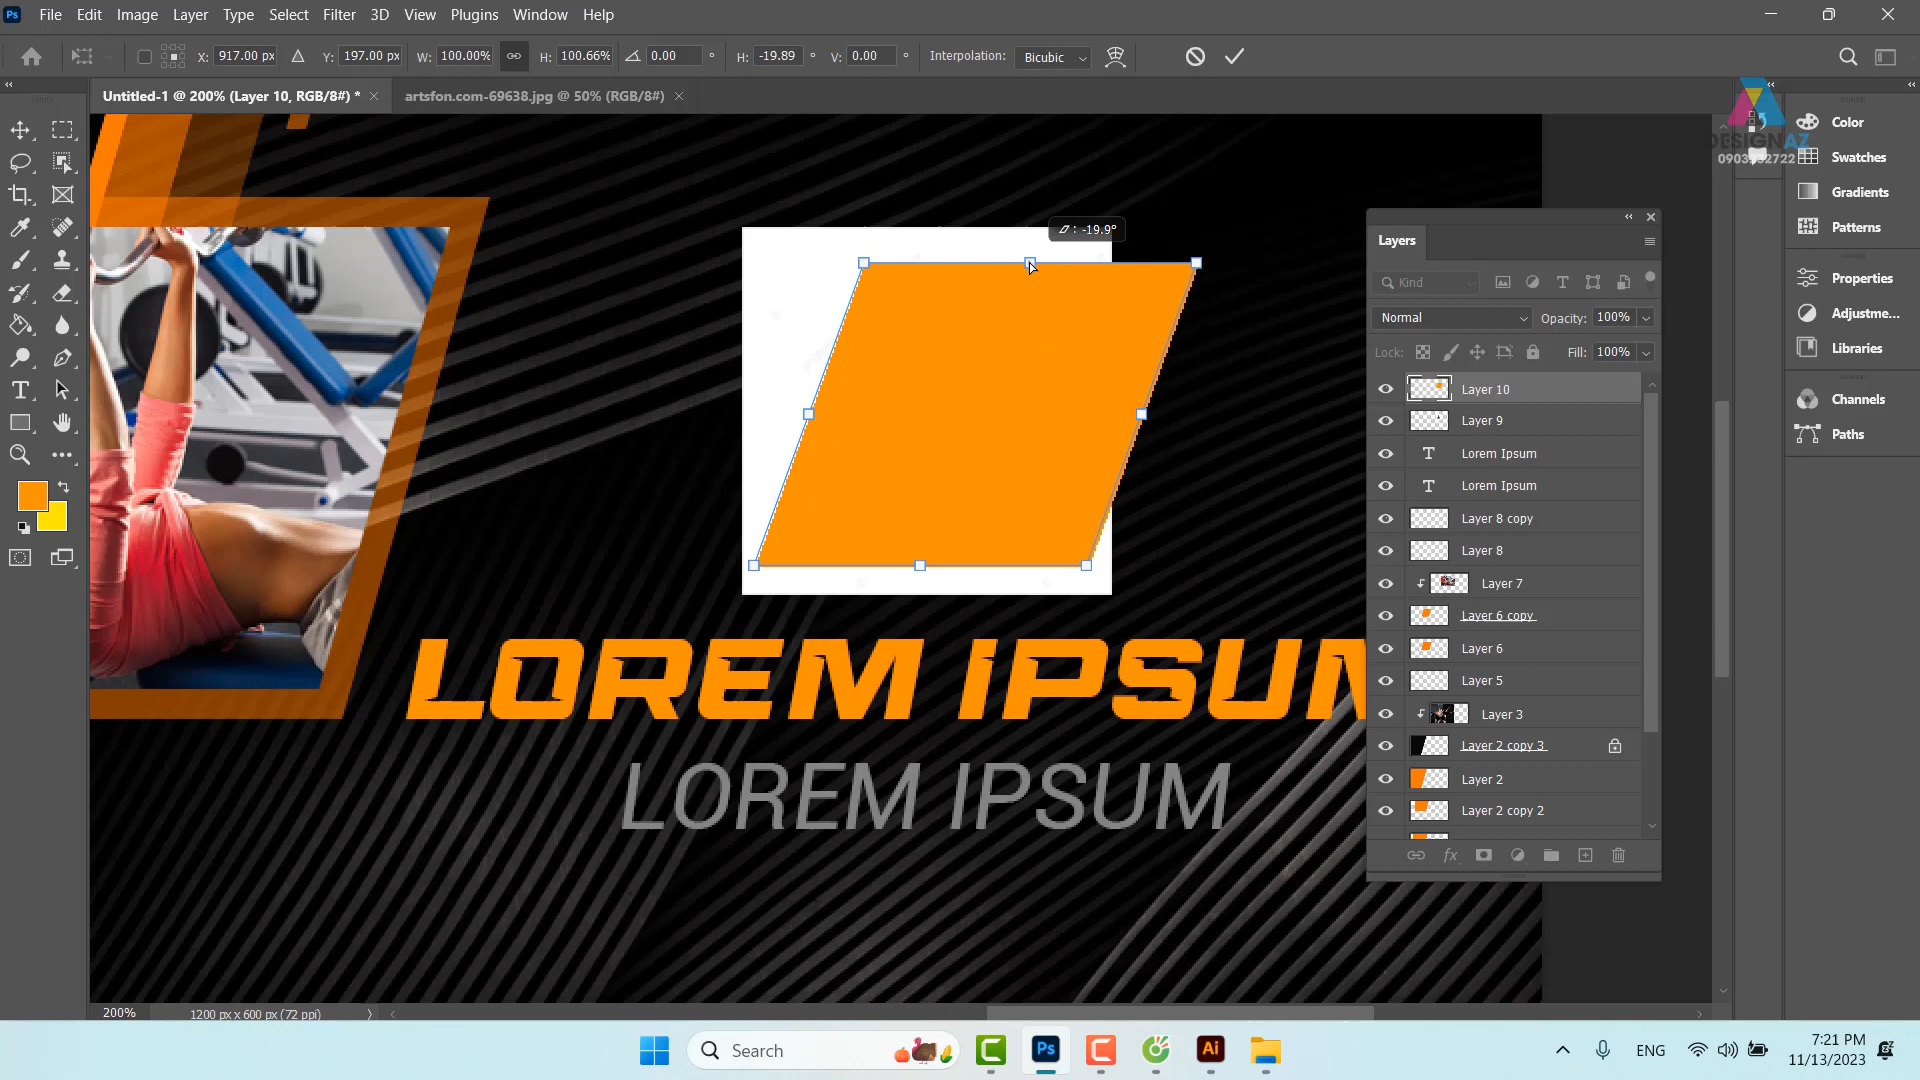 Ps File Edit Image Layer Type Select Filter 3D View Plugins Window Help
X: 917.00 px Y: 197.00 px W: 100.00% H: 100.66% 0.00 ° H: -19.89 ° V: 0.00 ° Interpolation: Bicubic
Untitled-1 @ 200% (Layer 10, RGB/8#) * artsfon.com-69638.jpg @ 50% (RGB/8#)
DESIGN AZ
-19.9°
LOREM IPSUM
LOREM IPSUM
Layers
Kind
Normal Opacity: 100%
Lock: Fill: 100%
Layer 10
Layer 9
T Lorem Ipsum
T Lorem Ipsum
Layer 8 copy
Layer 8
Layer 7
Layer 6 copy
Layer 6
Layer 5
Layer 3
Layer 2 copy 3
Layer 2
Layer 2 copy 2
fx
Color
Swatches
Gradients
Patterns
Properties
Adjustme...
Libraries
Channels
Paths
200% 1200 px x 600 px (72 ppi)
Search
Ps
Ai
ENG
7:21 PM
11/13/2023